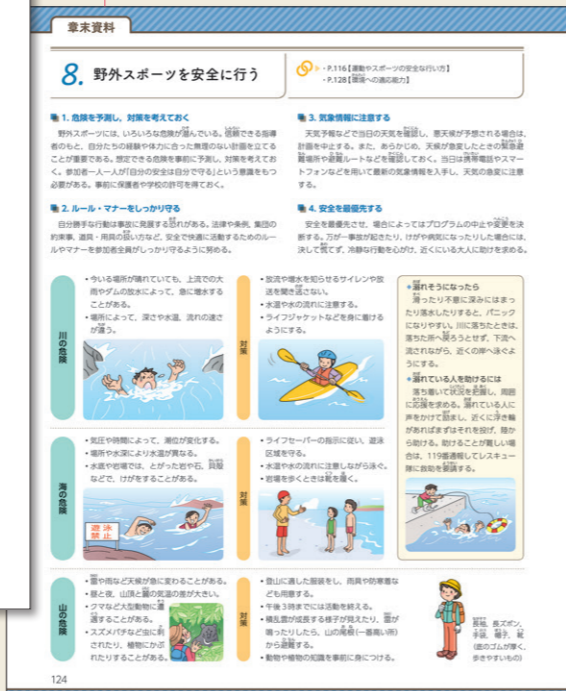 章末資料
8. 野外スポーツを安全に行う
・P.116【運動やスポーツの安全な行い方】
・P.128【環境への適応能力】
1. 危険を予測し、対策を考えておく
野外スポーツには、いろいろな危険が潜んでいる。信頼できる指導
者のもと、自分たちの経験や体力に合った無理のない計画を立てる
ことが重要である。想定できる危険を事前に予測し、対策を考えてお
く。参加者一人一人が「自分の安全は自分で守る」という意識をもつ
必要がある。事前に保護者や学校の許可を得ておく。
2. ルール・マナーをしっかり守る
自分勝手な行動は事故に発展する恐れがある。法律や条例、集団の
約束事、道具・用具の扱い方など、安全で快適に活動するためのルー
ルやマナーを参加者全員がしっかり守るように努める。
3. 気象情報に注意する
天気予報などで当日の天気を確認し、悪天候が予想される場合は、
計画を中止する。また、あらかじめ、天候が急変したときの緊急避
難場所や避難ルートなどを確認しておく。当日は携帯電話やスマー
トフォンなどを用いて最新の気象情報を入手し、天気の急変に注意
する。
4. 安全を最優先する
安全を最優先させ、場合によってはプログラムの中止や変更を決
断する。万が一事故が起きたり、けがや病気になったりした場合には、
決して慌てず、冷静な行動を心がけ、近くにいる大人に助けを求める。
川の危険
・今いる場所が晴れていても、上流での大
雨やダムの放水によって、急に増水する
ことがある。
・場所によって、深さや水温、流れの速さ
が違う。
対策
・放流や増水を知らせるサイレンや放
送を聞き逃さない。
・水温や水の流れに注意する。
・ライフジャケットなどを身に着ける
ようにする。
溺れそうになったら
滑ったり不意に深みにはまっ
たり落水したりすると、パニック
になりやすい。川に落ちたときは、
落ちた所へ戻ろうとせず、下流へ
流されながら、近くの岸へ泳ぐよ
うにする。
溺れている人を助けるには
落ち着いて状況を把握し、周囲
に応援を求める。溺れている人に
声をかけて励まし、近くに浮き輪
があればまずはそれを投げ、陸か
ら助ける。助けることが難しい場
合は、119番通報してレスキュー
隊に救助を要請する。
海の危険
・気圧や時間によって、潮位が変化する。
・場所や水深により水温が異なる。
・水底や岩場では、とがった岩や石、貝殻
などで、けがをすることがある。
遊泳
禁止
対策
・ライフセーバーの指示に従い、遊泳
区域を守る。
・水温や水の流れに注意しながら泳ぐ。
・岩場を歩くときは靴を履く。
山の危険
・雷や雨など天候が急に変わることがある。
・昼と夜、山頂と麓の気温の差が大きい。
・クマなど大型動物に遭
遇することがある。
・スズメバチなど虫に刺
されたり、植物にかぶ
れたりすることがある。
対策
・登山に適した服装をし、雨具や防寒着な
ども用意する。
・午後3時までには活動を終える。
・積乱雲が成長する様子が見えたり、雷が
鳴ったりしたら、山の尾根(一番高い所)
から避難する。
・動物や植物の知識を事前に身につける。
長袖、長ズボン、
手袋、帽子、靴
(底のゴムが厚く、
歩きやすいもの)
124